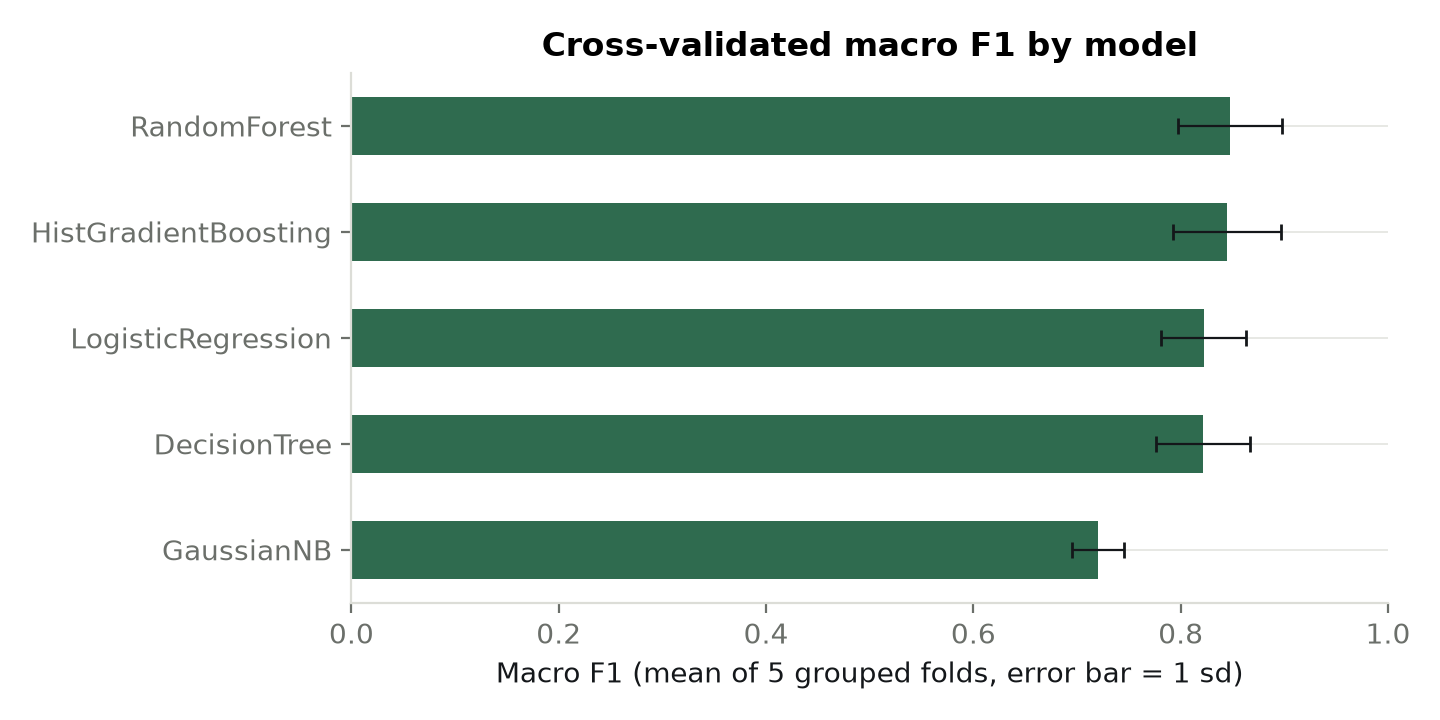 Cross-validated macro F1 by model
RandomForest
HistGradientBoosting
LogisticRegression
DecisionTree
GaussianNB
0.0 0.2 0.4 0.6 0.8 1.0
Macro F1 (mean of 5 grouped folds, error bar = 1 sd)